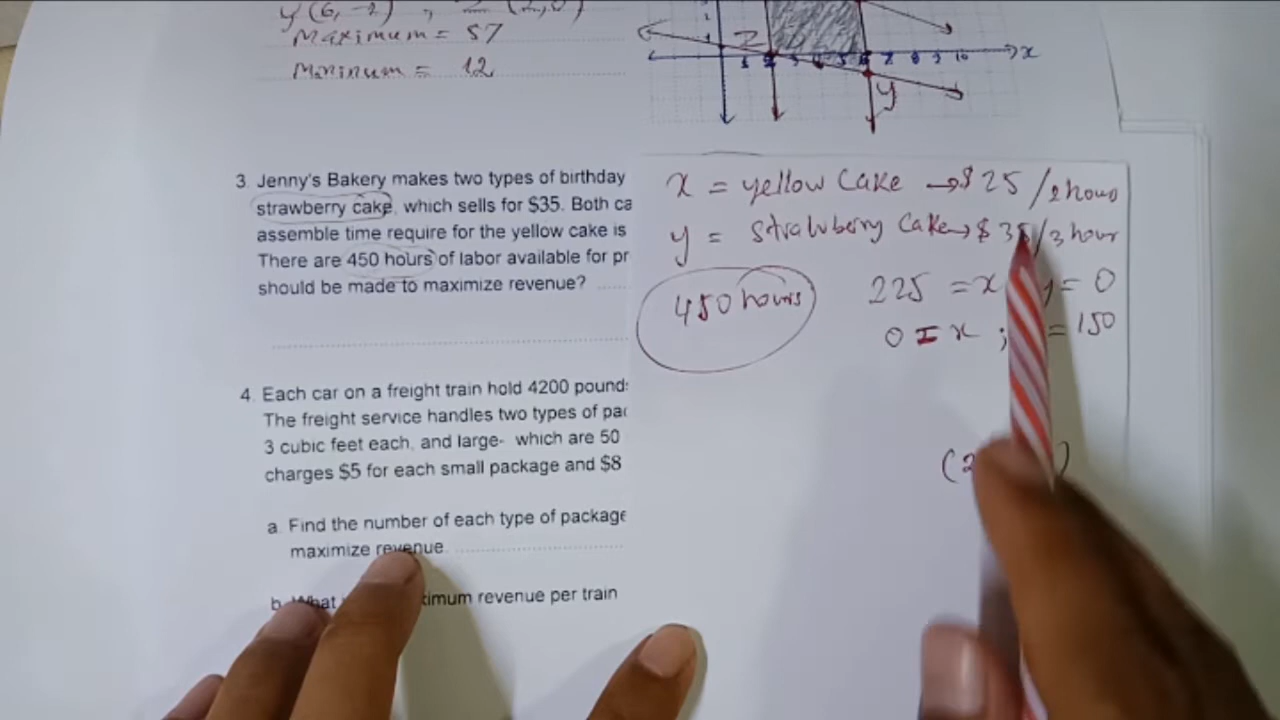 y(6, -2) ,
Maximum = 57
Minimum = 12
Z
x
y
3. Jenny's Bakery makes two types of birthday
strawberry cake, which sells for $35. Both ca
assemble time require for the yellow cake is
There are 450 hours of labor available for pr
should be made to maximize revenue?
x = yellow Cake → $25 / 2 hours
y = Strawberry Cake → $35/3 hour
450 hours
225 = x y = 0
0 = x ; = 150
(2 )
4. Each car on a freight train hold 4200 pound
The freight service handles two types of pac
3 cubic feet each, and large- which are 50
charges $5 for each small package and $8
a. Find the number of each type of package
maximize revenue.
b. What ximum revenue per train